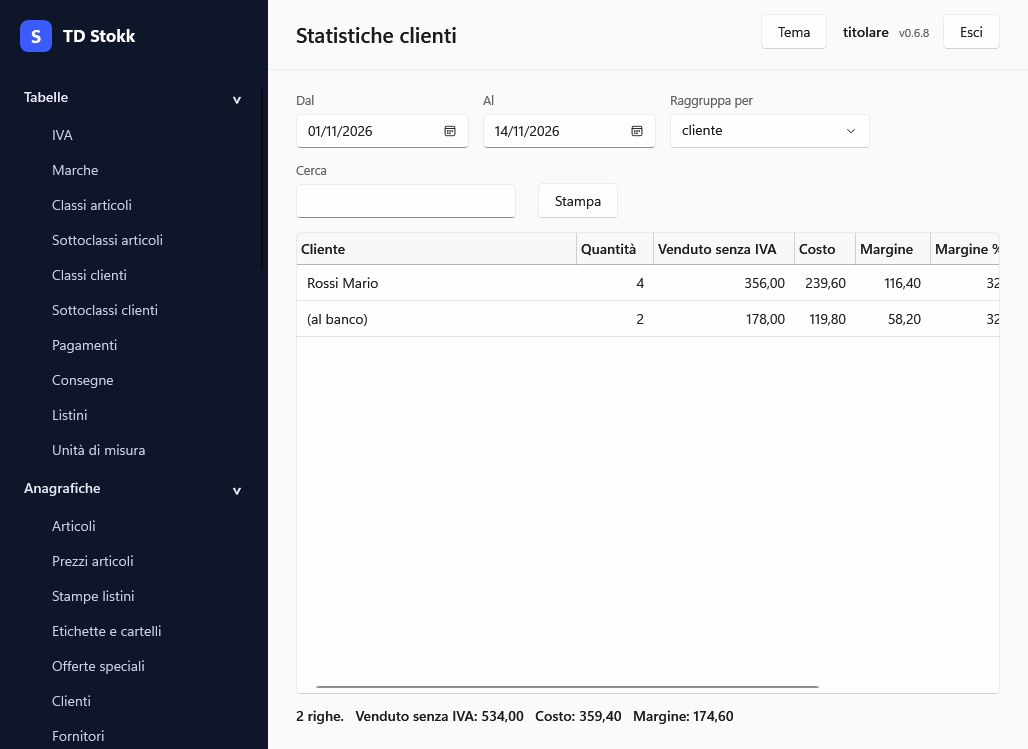 S TD Stokk
Tabelle v
IVA
Marche
Classi articoli
Sottoclassi articoli
Classi clienti
Sottoclassi clienti
Pagamenti
Consegne
Listini
Unità di misura
Anagrafiche v
Articoli
Prezzi articoli
Stampe listini
Etichette e cartelli
Offerte speciali
Clienti
Fornitori
Statistiche clienti Tema titolare v0.6.8 Esci
Dal Al Raggruppa per
01/11/2026 14/11/2026 cliente
Cerca
Stampa
Cliente Quantità Venduto senza IVA Costo Margine Margine %
Rossi Mario 4 356,00 239,60 116,40 32
(al banco) 2 178,00 119,80 58,20 32
2 righe. Venduto senza IVA: 534,00 Costo: 359,40 Margine: 174,60